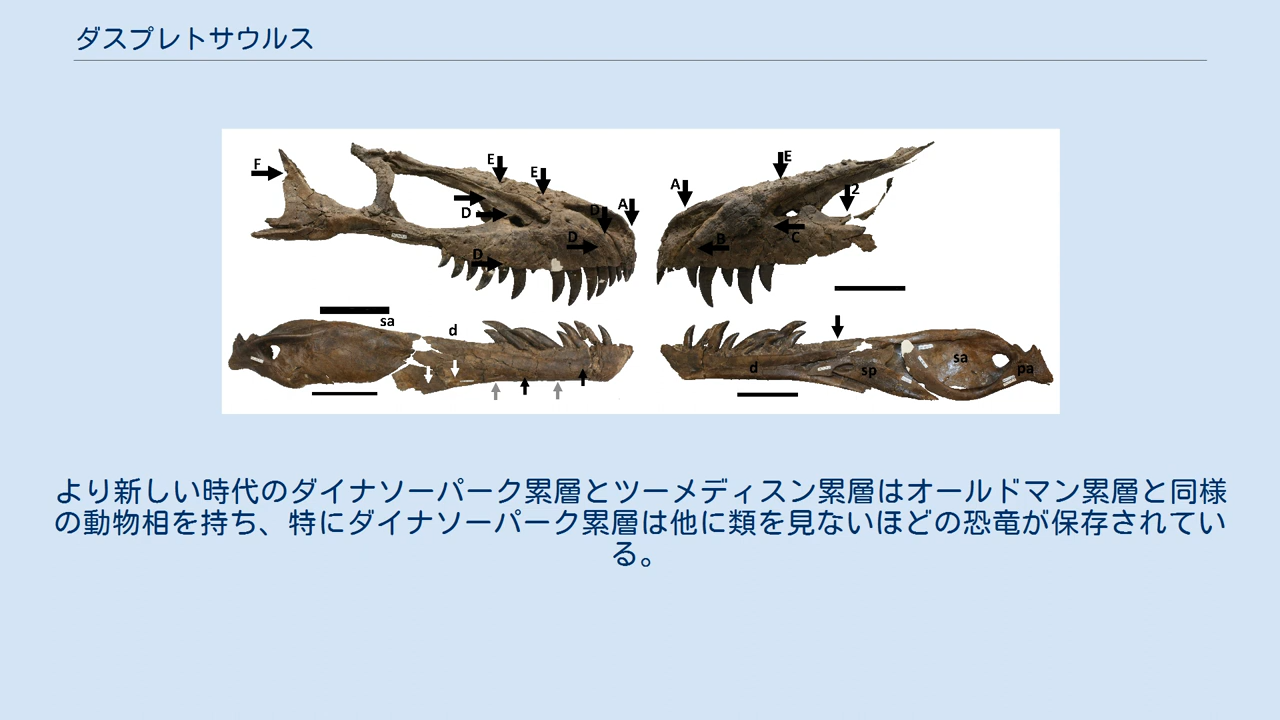 ダスプレトサウルス
F
E
E
A
D
D
D
D
A
E
2
B
C
sa
d
d
sp
sa
pa
より新しい時代のダイナソーパーク累層とツーメディスン累層はオールドマン累層と同様
の動物相を持ち、特にダイナソーパーク累層は他に類を見ないほどの恐竜が保存されてい
る。